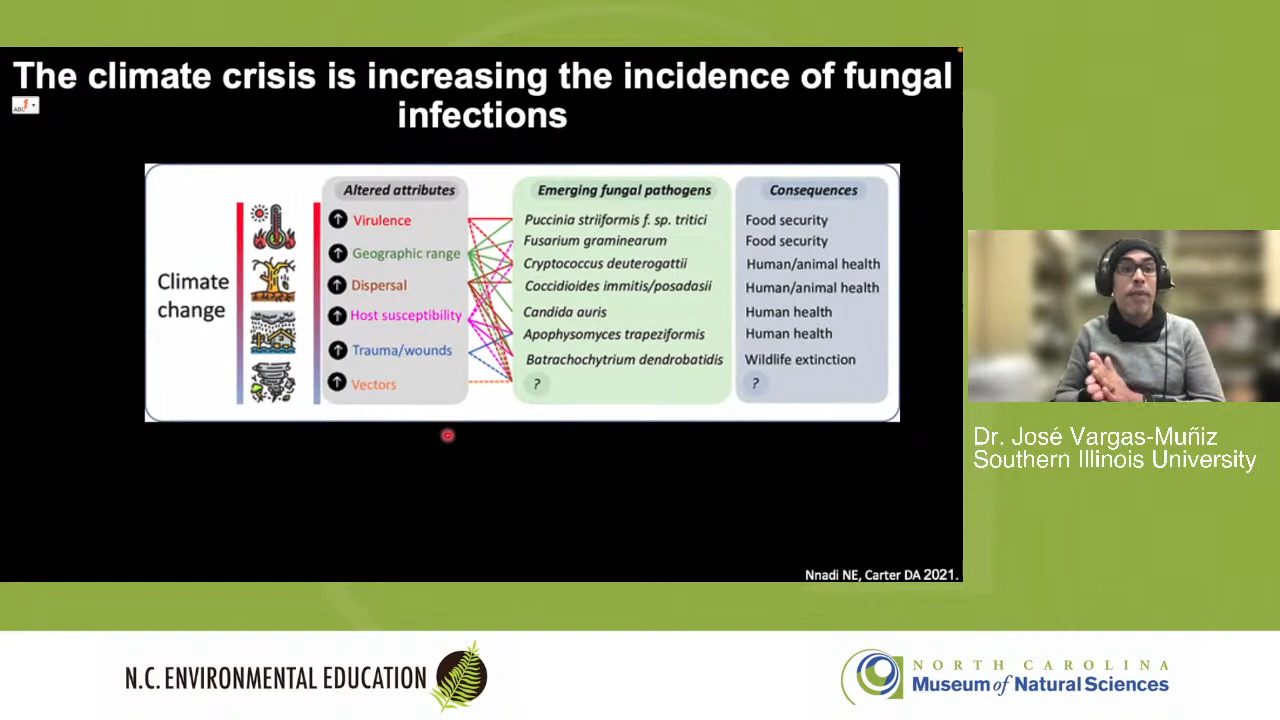 The climate crisis is increasing the incidence of fungal
infections
ABC
Climate
change
Altered attributes
Virulence
Geographic range
Dispersal
Host susceptibility
Trauma/wounds
Vectors
Emerging fungal pathogens
Puccinia striiformis f. sp. tritici
Fusarium graminearum
Cryptococcus deuterogattii
Coccidioides immitis/posadasii
Candida auris
Apophysomyces trapeziformis
Batrachochytrium dendrobatidis
?
Consequences
Food security
Food security
Human/animal health
Human/animal health
Human health
Human health
Wildlife extinction
?
Nnadi NE, Carter DA 2021.
Dr. José Vargas-Muñiz
Southern Illinois University
N.C. ENVIRONMENTAL EDUCATION
NORTH CAROLINA
Museum of Natural Sciences